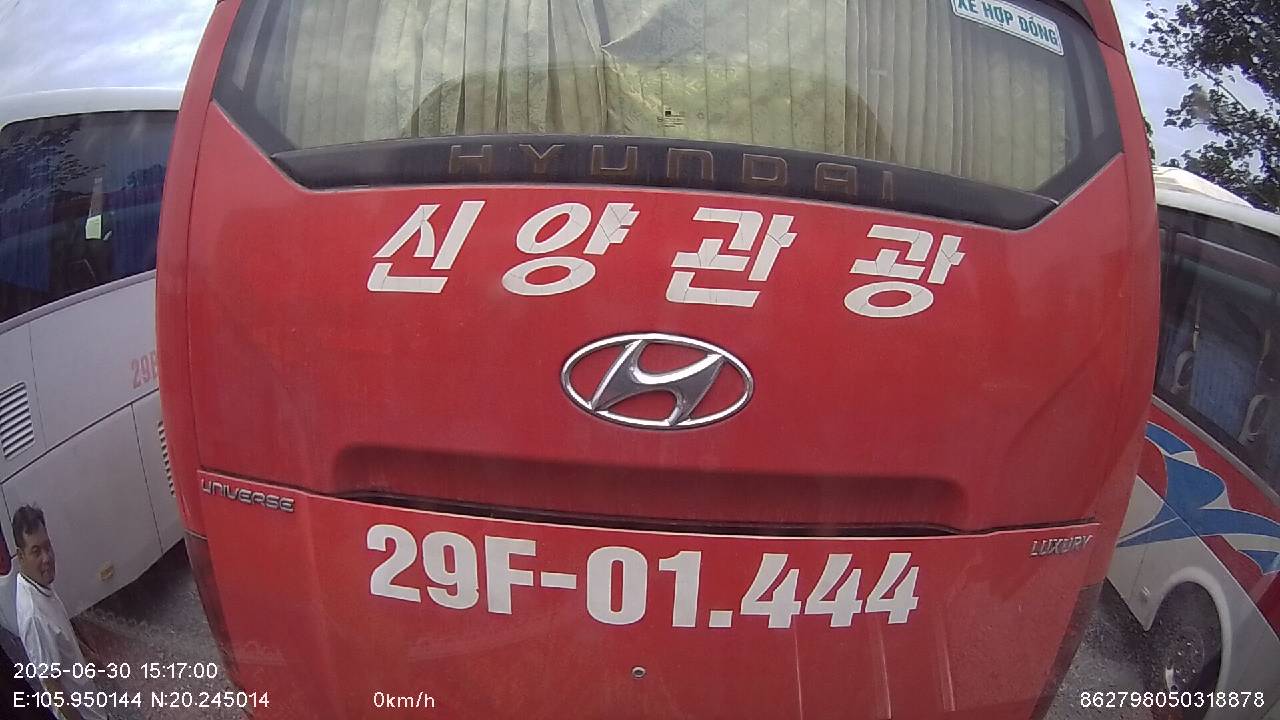 XE HỢP ĐỒNG
HYUNDAI
신양관광
29F
UNIVERSE
LUXURY
29F-01.444
2025-06-30 15:17:00
E:105.950144 N:20.245014
0km/h
862798050318878